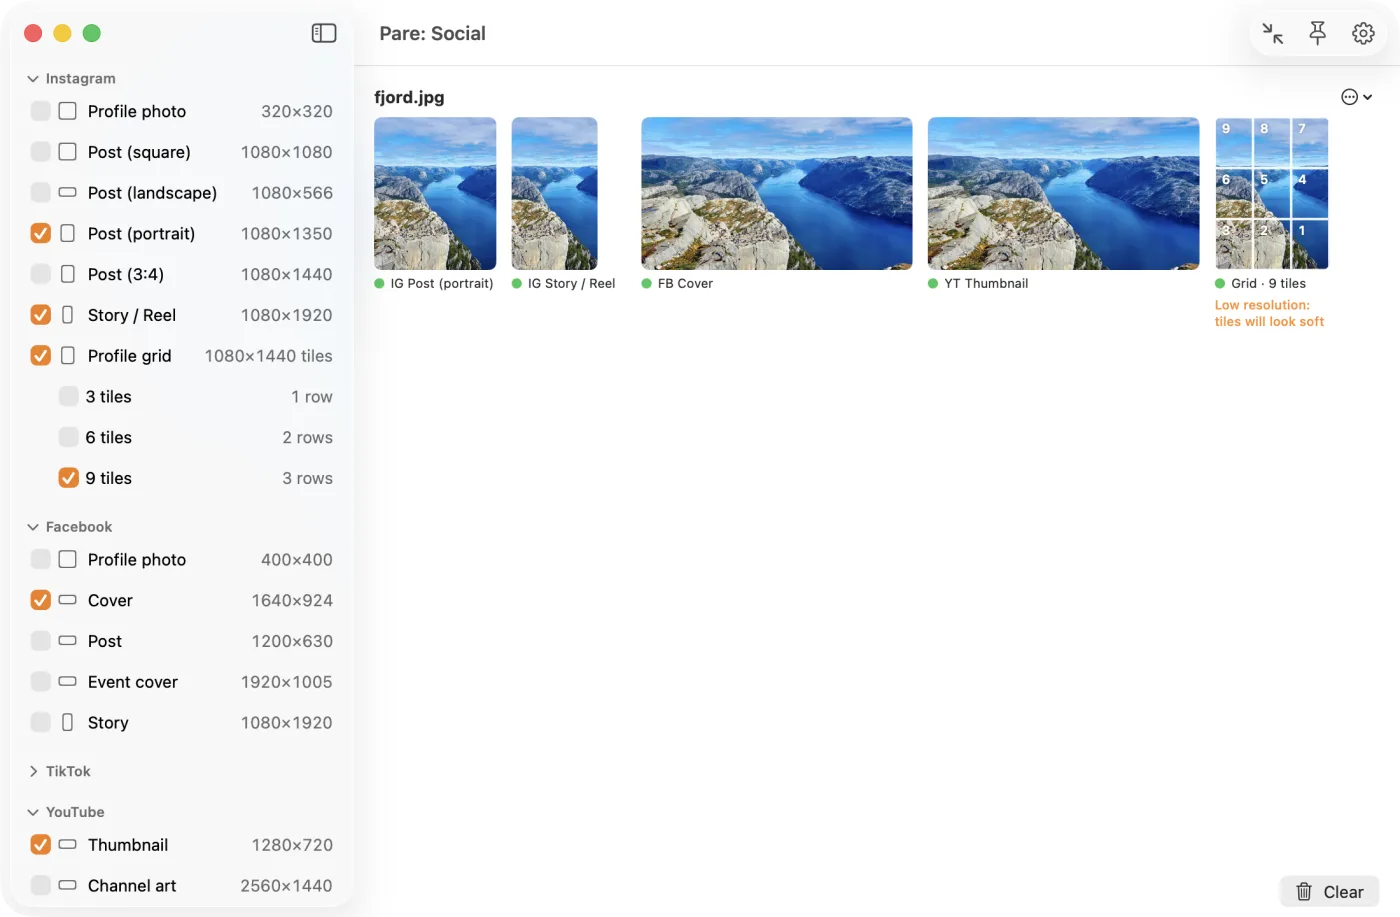 Pare: Social
Instagram
Profile photo 320×320
Post (square) 1080×1080
Post (landscape) 1080×566
Post (portrait) 1080×1350
Post (3:4) 1080×1440
Story / Reel 1080×1920
Profile grid 1080×1440 tiles
3 tiles 1 row
6 tiles 2 rows
9 tiles 3 rows
Facebook
Profile photo 400×400
Cover 1640×924
Post 1200×630
Event cover 1920×1005
Story 1080×1920
TikTok
YouTube
Thumbnail 1280×720
Channel art 2560×1440
fjord.jpg
9 8 7
6 5 4
3 2 1
IG Post (portrait)
IG Story / Reel
FB Cover
YT Thumbnail
Grid · 9 tiles
Low resolution:
tiles will look soft
Clear